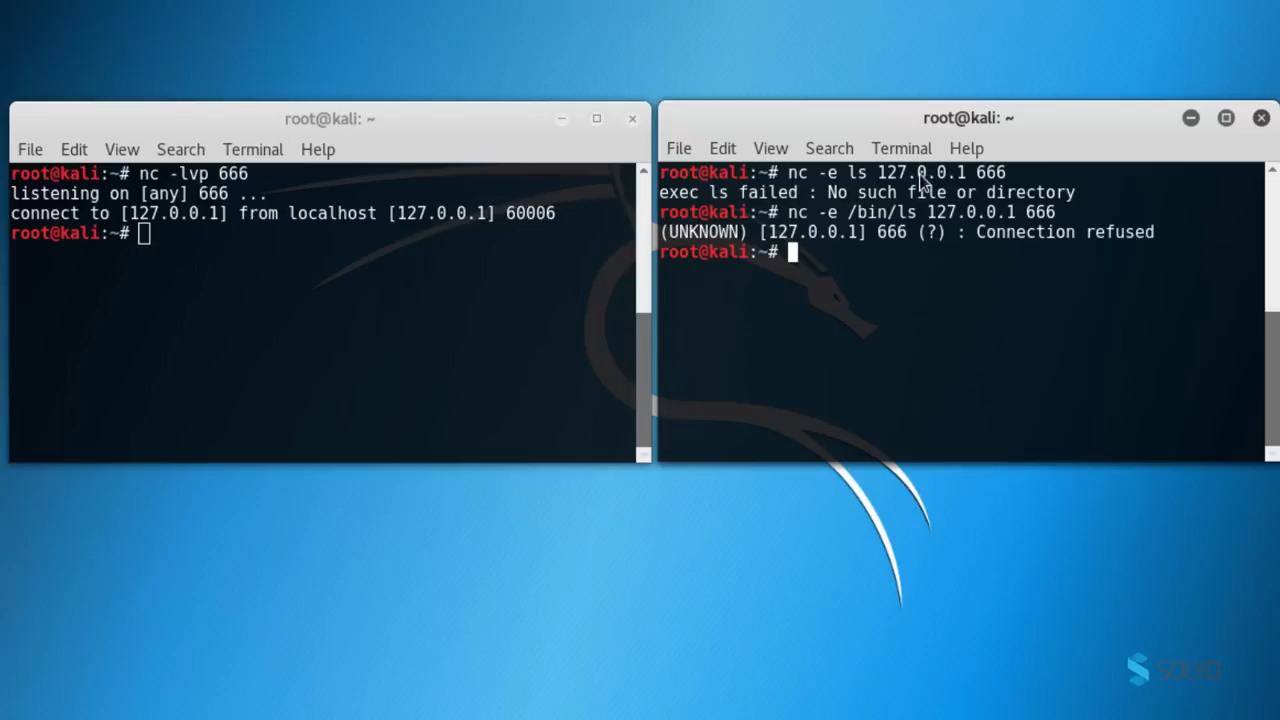 root@kali: ~
File Edit View Search Terminal Help
root@kali:~# nc -lvp 666
listening on [any] 666 ...
connect to [127.0.0.1] from localhost [127.0.0.1] 60006
root@kali:~#
root@kali: ~
File Edit View Search Terminal Help
root@kali:~# nc -e ls 127.0.0.1 666
exec ls failed : No such file or directory
root@kali:~# nc -e /bin/ls 127.0.0.1 666
(UNKNOWN) [127.0.0.1] 666 (?) : Connection refused
root@kali:~#